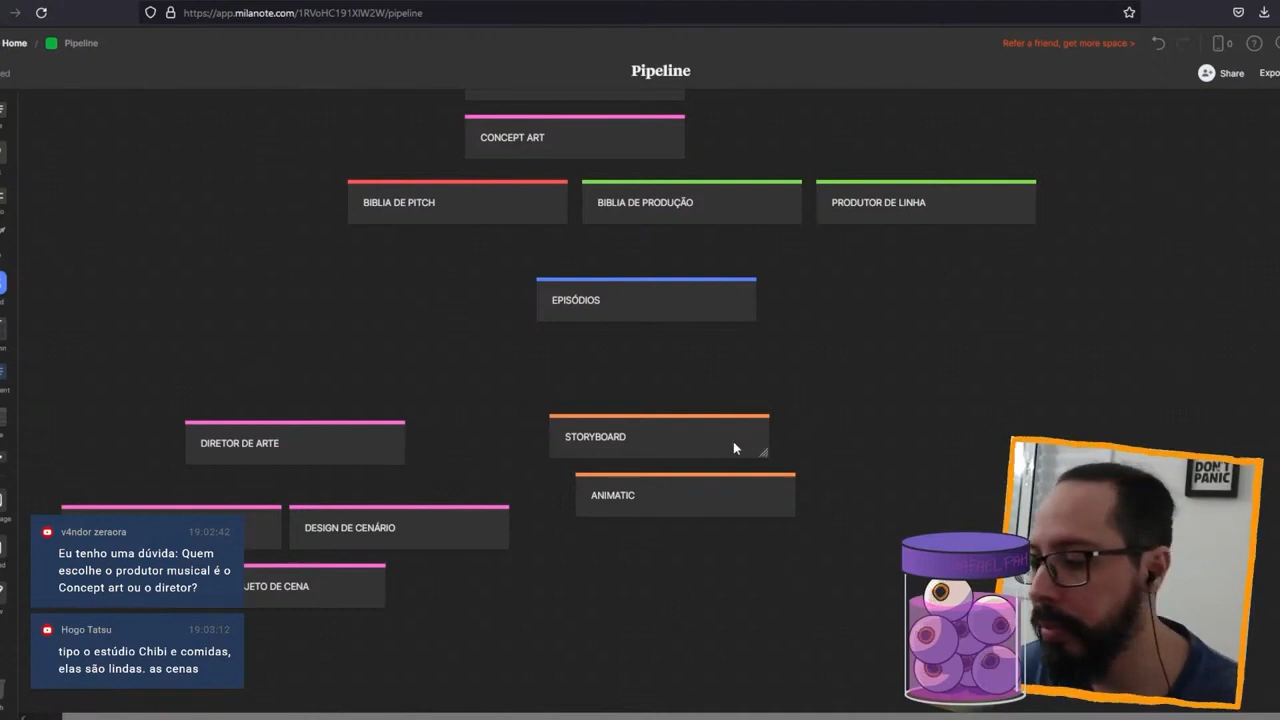 https://app.milanote.com/1RVoHC191XlW2W/pipeline
Home / Pipeline
Refer a friend, get more space >
0
?
Pipeline
Share
CONCEPT ART
BIBLIA DE PITCH
BIBLIA DE PRODUÇÃO
PRODUTOR DE LINHA
EPISÓDIOS
DIRETOR DE ARTE
STORYBOARD
ANIMATIC
DESIGN DE CENÁRIO
DE CENA
v4ndor zeraora 19:02:42
Eu tenho uma dúvida: Quem
escolhe o produtor musical é o
Concept art ou o diretor?
Hogo Tatsu 19:03:12
tipo o estúdio Chibi e comidas,
elas são lindas. as cenas
DON'T
PANIC